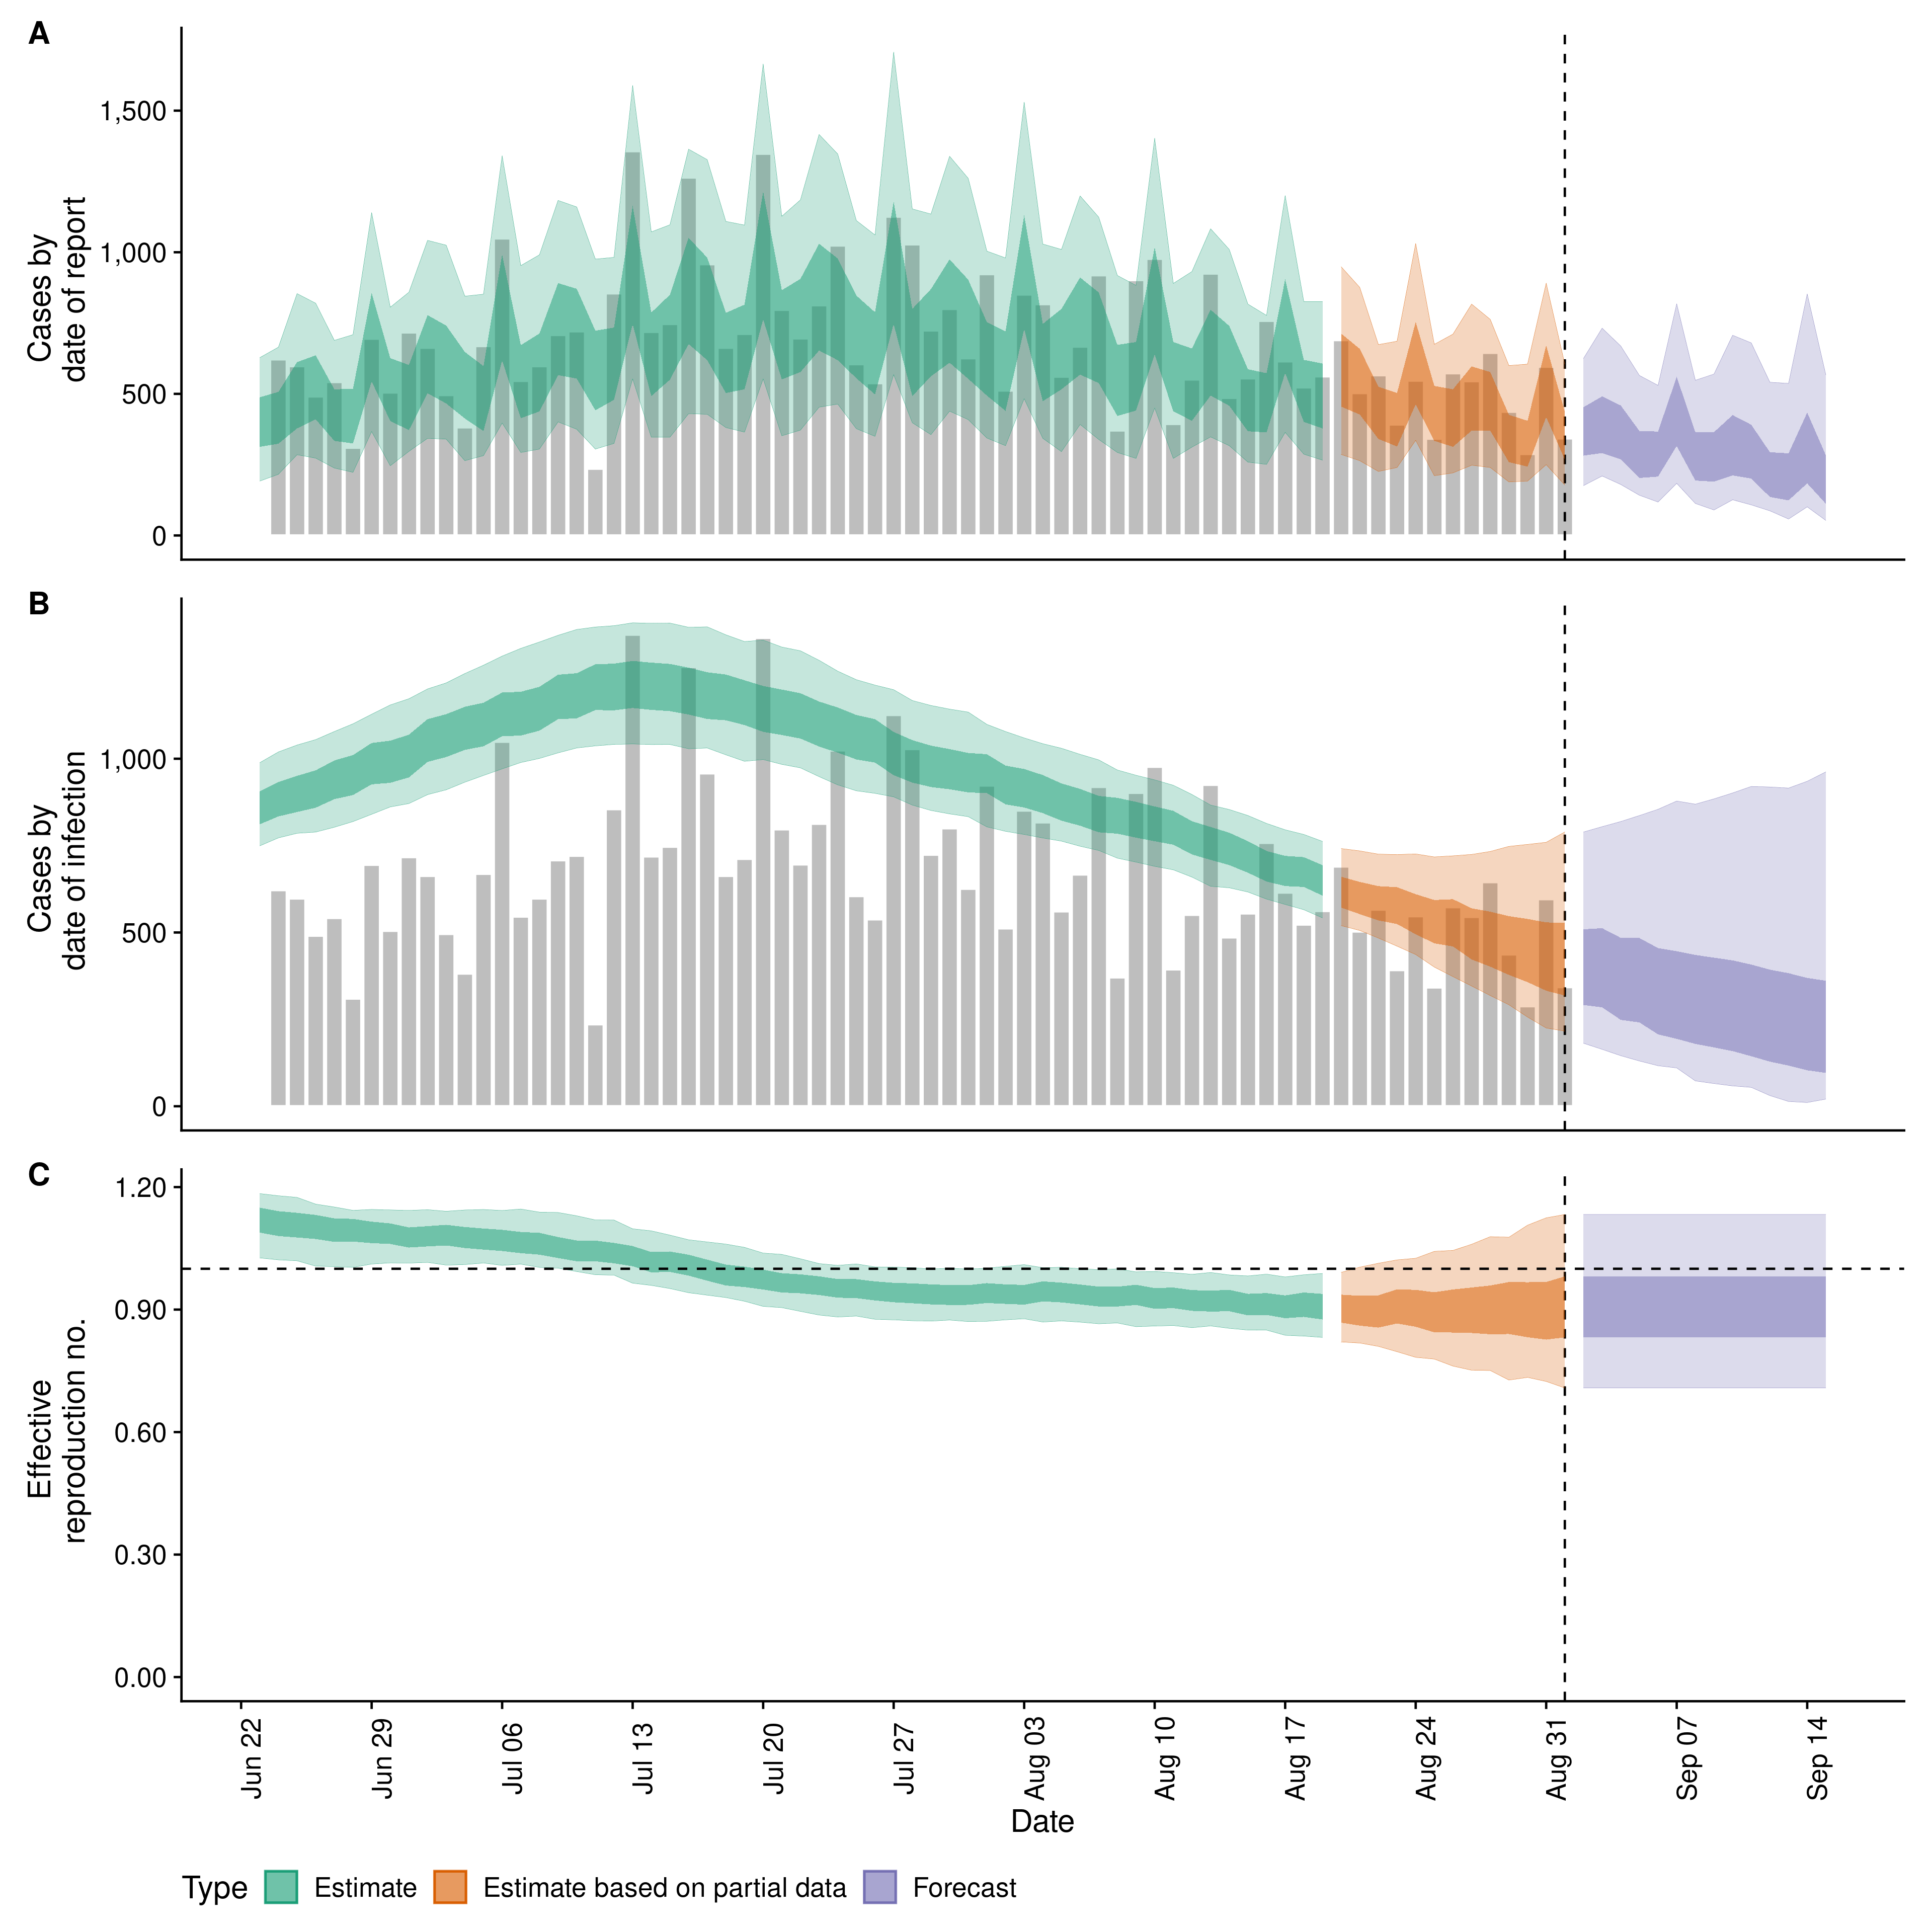 A
Cases by
date of report
1,500
1,000
500
0
B
Cases by
date of infection
1,000
500
0
C
Effective
reproduction no.
1.20
0.90
0.60
0.30
0.00
Jun 22
Jun 29
Jul 06
Jul 13
Jul 20
Jul 27
Aug 03
Aug 10
Aug 17
Aug 24
Aug 31
Sep 07
Sep 14
Date
Type Estimate Estimate based on partial data Forecast